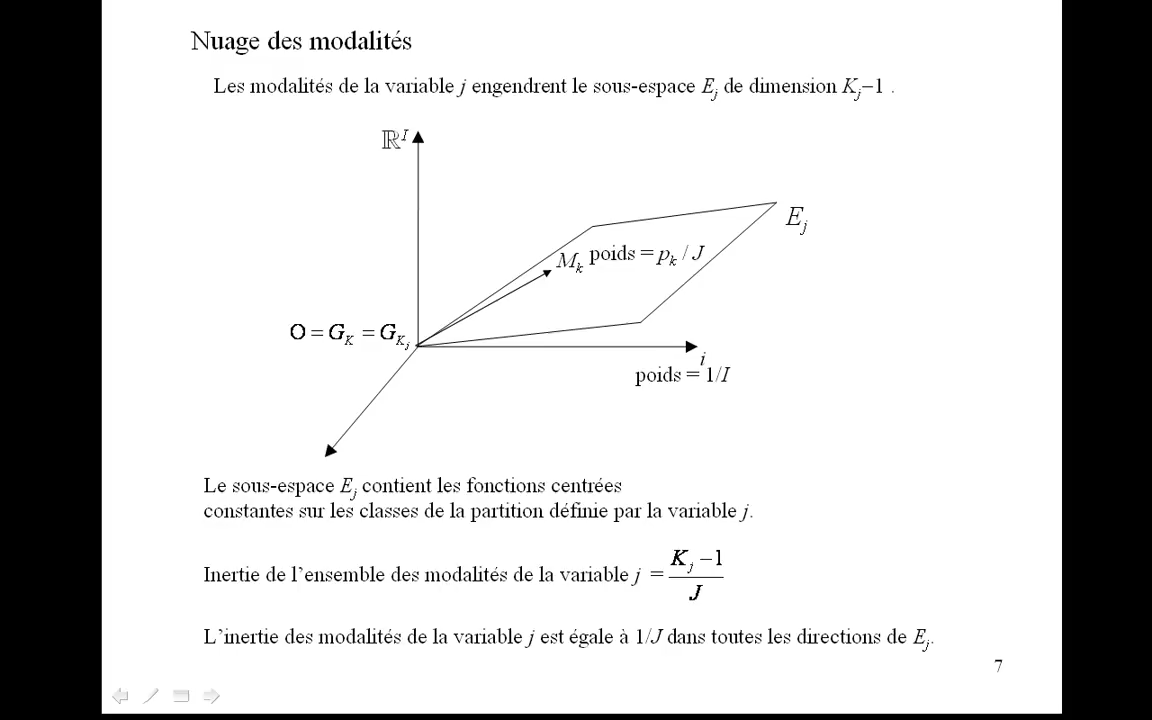 Nuage des modalités
Les modalités de la variable j engendrent le sous-espace E_j de dimension K_j−1 .
ℝ^I
E_j
M_k poids = p_k / J
O = G_K = G_{K_j}
i
poids = 1/I
Le sous-espace E_j contient les fonctions centrées
constantes sur les classes de la partition définie par la variable j.
Inertie de l’ensemble des modalités de la variable j = (K_j − 1) / J
L’inertie des modalités de la variable j est égale à 1/J dans toutes les directions de E_j.
7